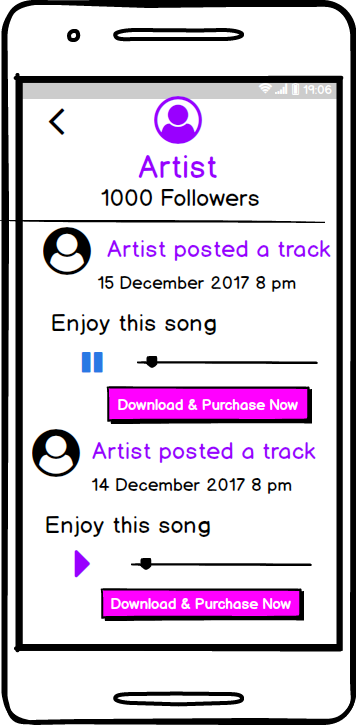 19:06
Artist
1000 Followers
Artist posted a track
15 December 2017 8 pm
Enjoy this song
Download & Purchase Now
Artist posted a track
14 December 2017 8 pm
Enjoy this song
Download & Purchase Now